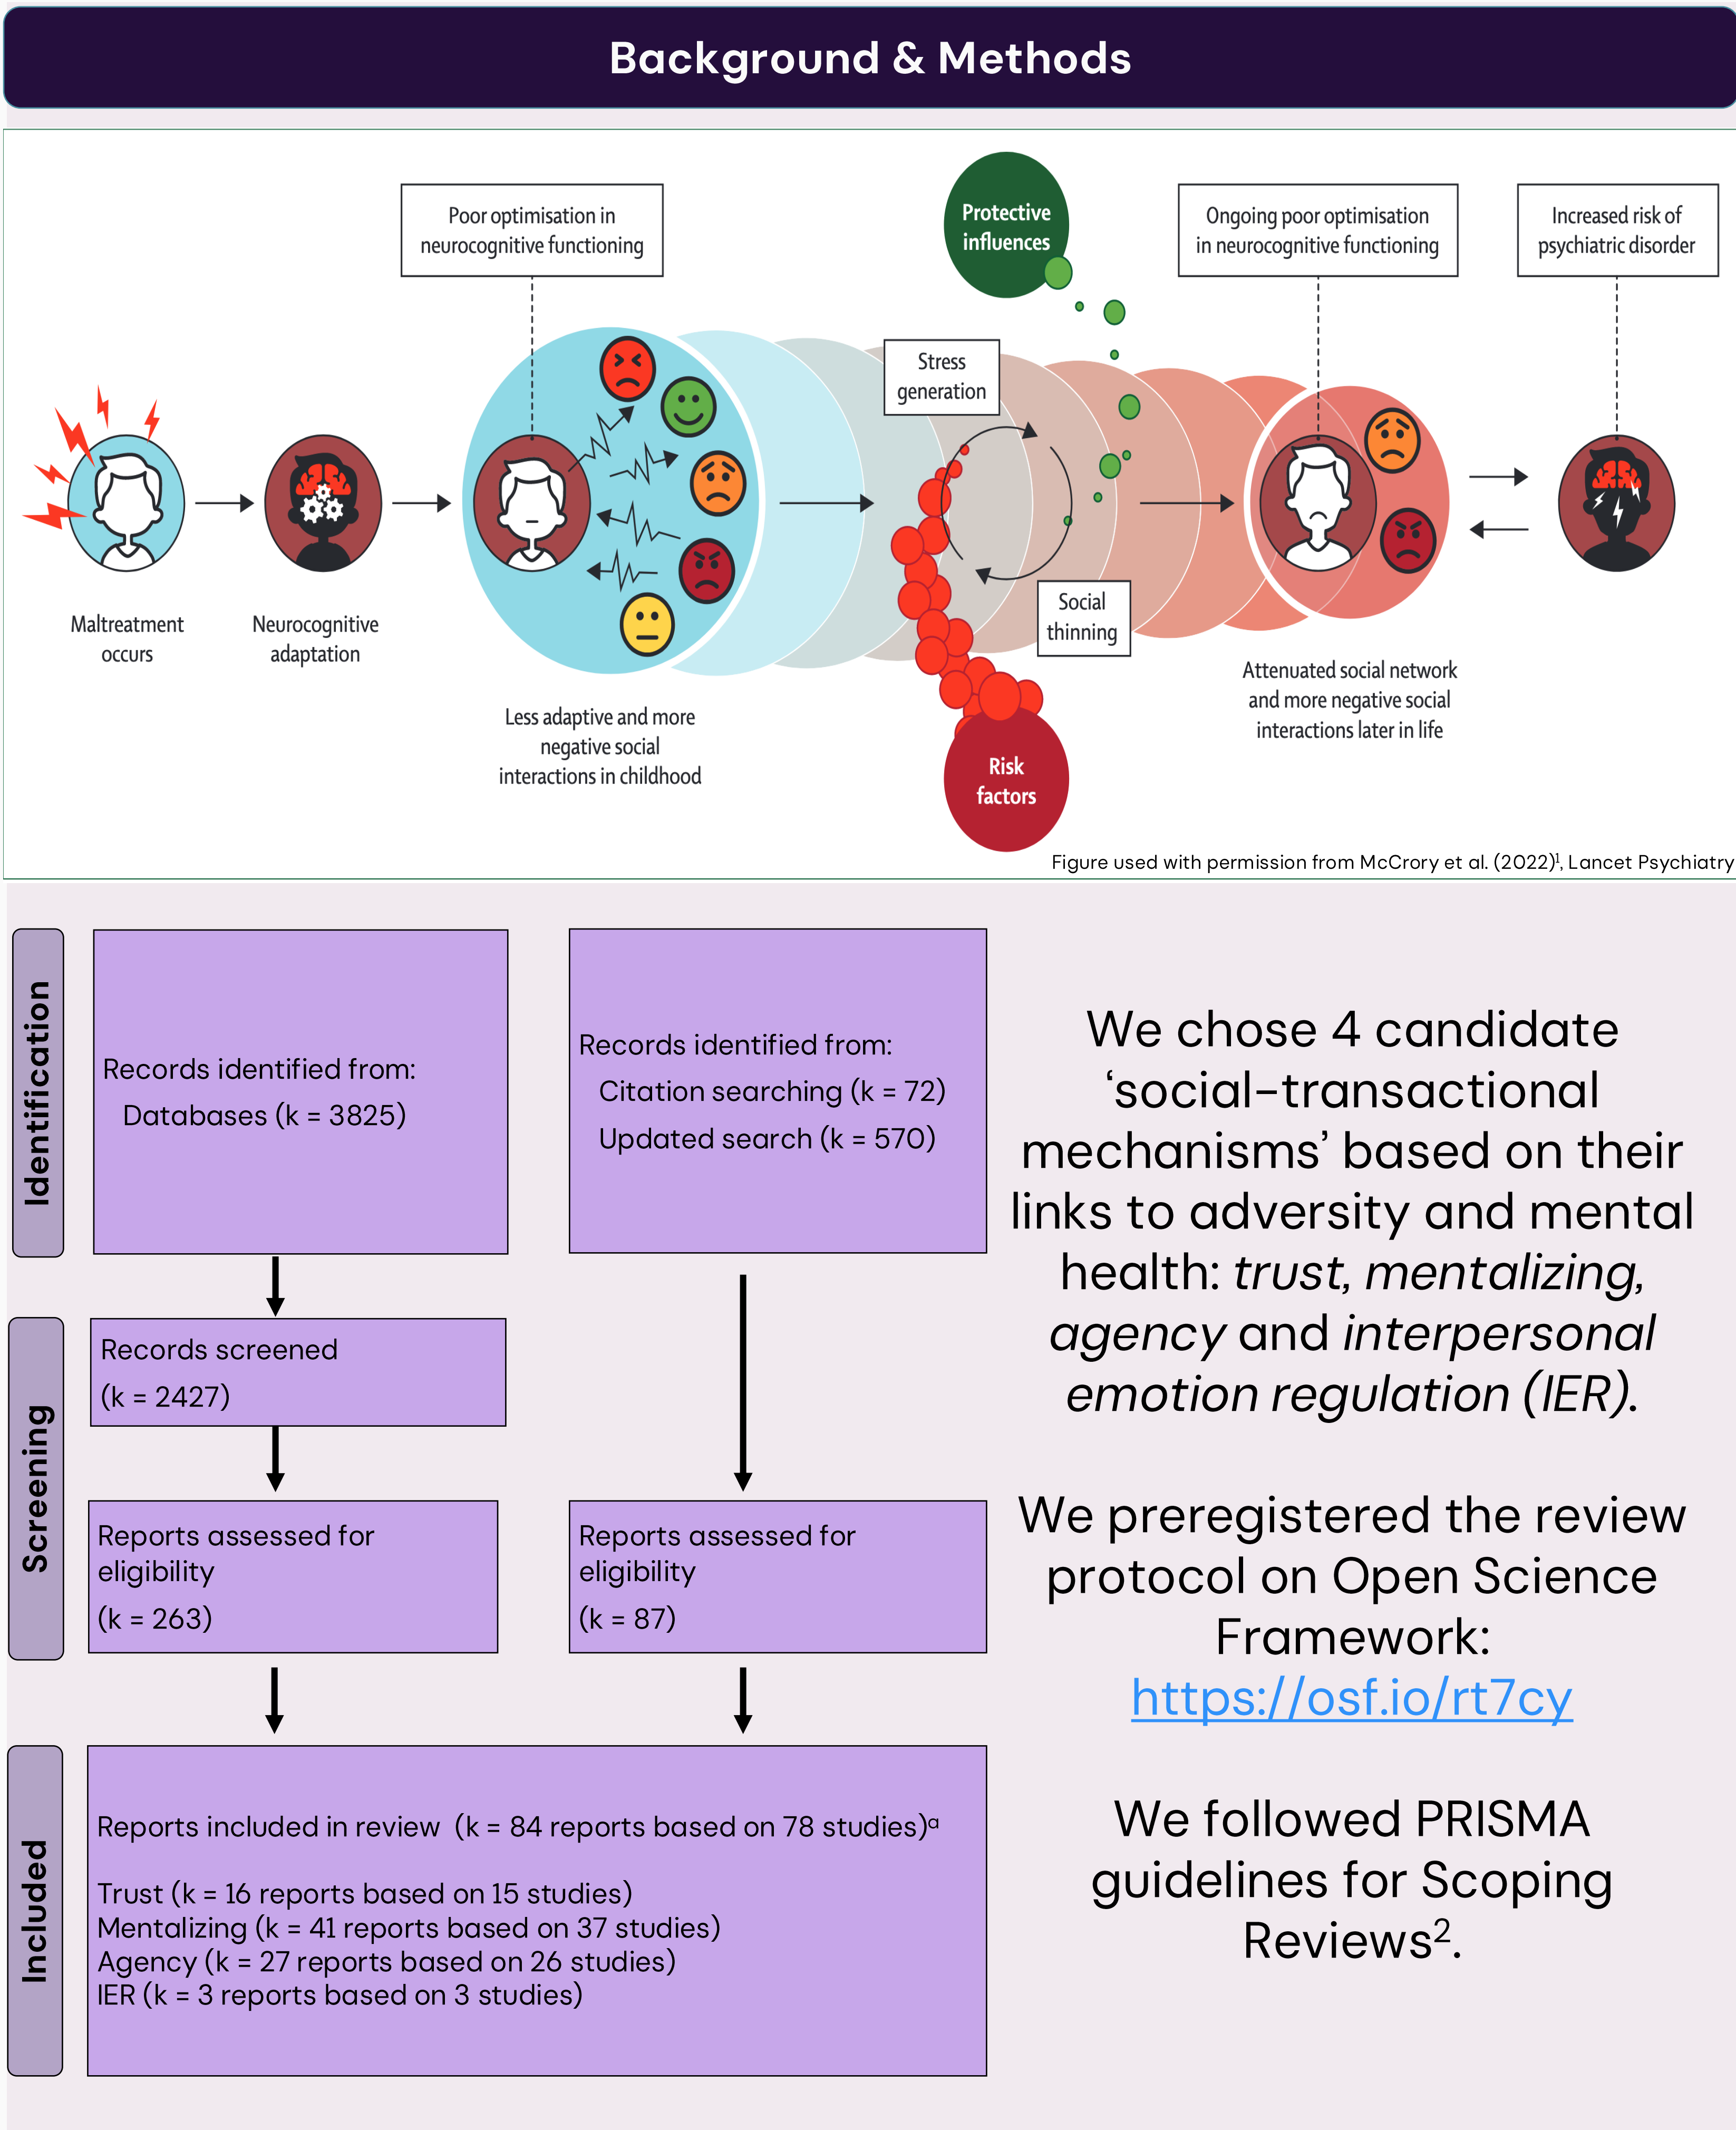 Background & Methods
Poor optimisation in
neurocognitive functioning
Protective
influences
Ongoing poor optimisation
in neurocognitive functioning
Increased risk of
psychiatric disorder
Stress
generation
Maltreatment
occurs
Neurocognitive
adaptation
Social
thinning
Less adaptive and more
negative social
interactions in childhood
Attenuated social network
and more negative social
interactions later in life
Risk
factors
Figure used with permission from McCrory et al. (2022)¹, Lancet Psychiatry
Identification
Records identified from:
Databases (k = 3825)
Records identified from:
Citation searching (k = 72)
Updated search (k = 570)
Screening
Records screened
(k = 2427)
Reports assessed for
eligibility
(k = 263)
Reports assessed for
eligibility
(k = 87)
Included
Reports included in review (k = 84 reports based on 78 studies)ᵃ
Trust (k = 16 reports based on 15 studies)
Mentalizing (k = 41 reports based on 37 studies)
Agency (k = 27 reports based on 26 studies)
IER (k = 3 reports based on 3 studies)
We chose 4 candidate
‘social-transactional
mechanisms’ based on their
links to adversity and mental
health: trust, mentalizing,
agency and interpersonal
emotion regulation (IER).
We preregistered the review
protocol on Open Science
Framework:
https://osf.io/rt7cy
We followed PRISMA
guidelines for Scoping
Reviews².